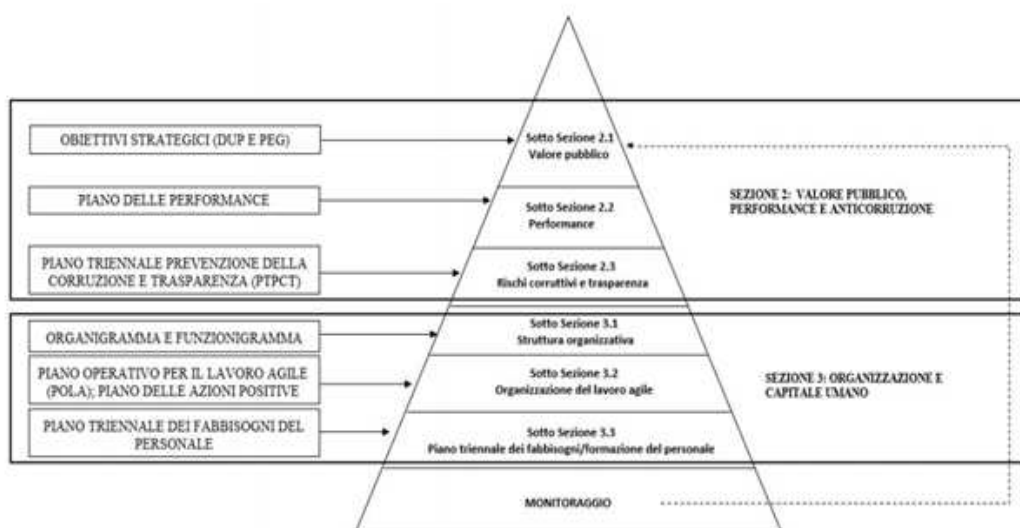 OBIETTIVI STRATEGICI (DUP E PEG)
Sotto Sezione 2.1
Valore pubblico
PIANO DELLE PERFORMANCE
Sotto Sezione 2.2
Performance
SEZIONE 2: VALORE PUBBLICO,
PERFORMANCE E ANTICORRUZIONE
PIANO TRIENNALE PREVENZIONE DELLA
CORRUZIONE E TRASPARENZA (PTPCT)
Sotto Sezione 2.3
Rischi corruttivi e trasparenza
ORGANIGRAMMA E FUNZIONIGRAMMA
Sotto Sezione 3.1
Struttura organizzativa
PIANO OPERATIVO PER IL LAVORO AGILE
(POLA); PIANO DELLE AZIONI POSITIVE
Sotto Sezione 3.2
Organizzazione del lavoro agile
SEZIONE 3: ORGANIZZAZIONE E
CAPITALE UMANO
PIANO TRIENNALE DEI FABBISOGNI DEL
PERSONALE
Sotto Sezione 3.3
Piano triennale dei fabbisogni/formazione del personale
MONITORAGGIO